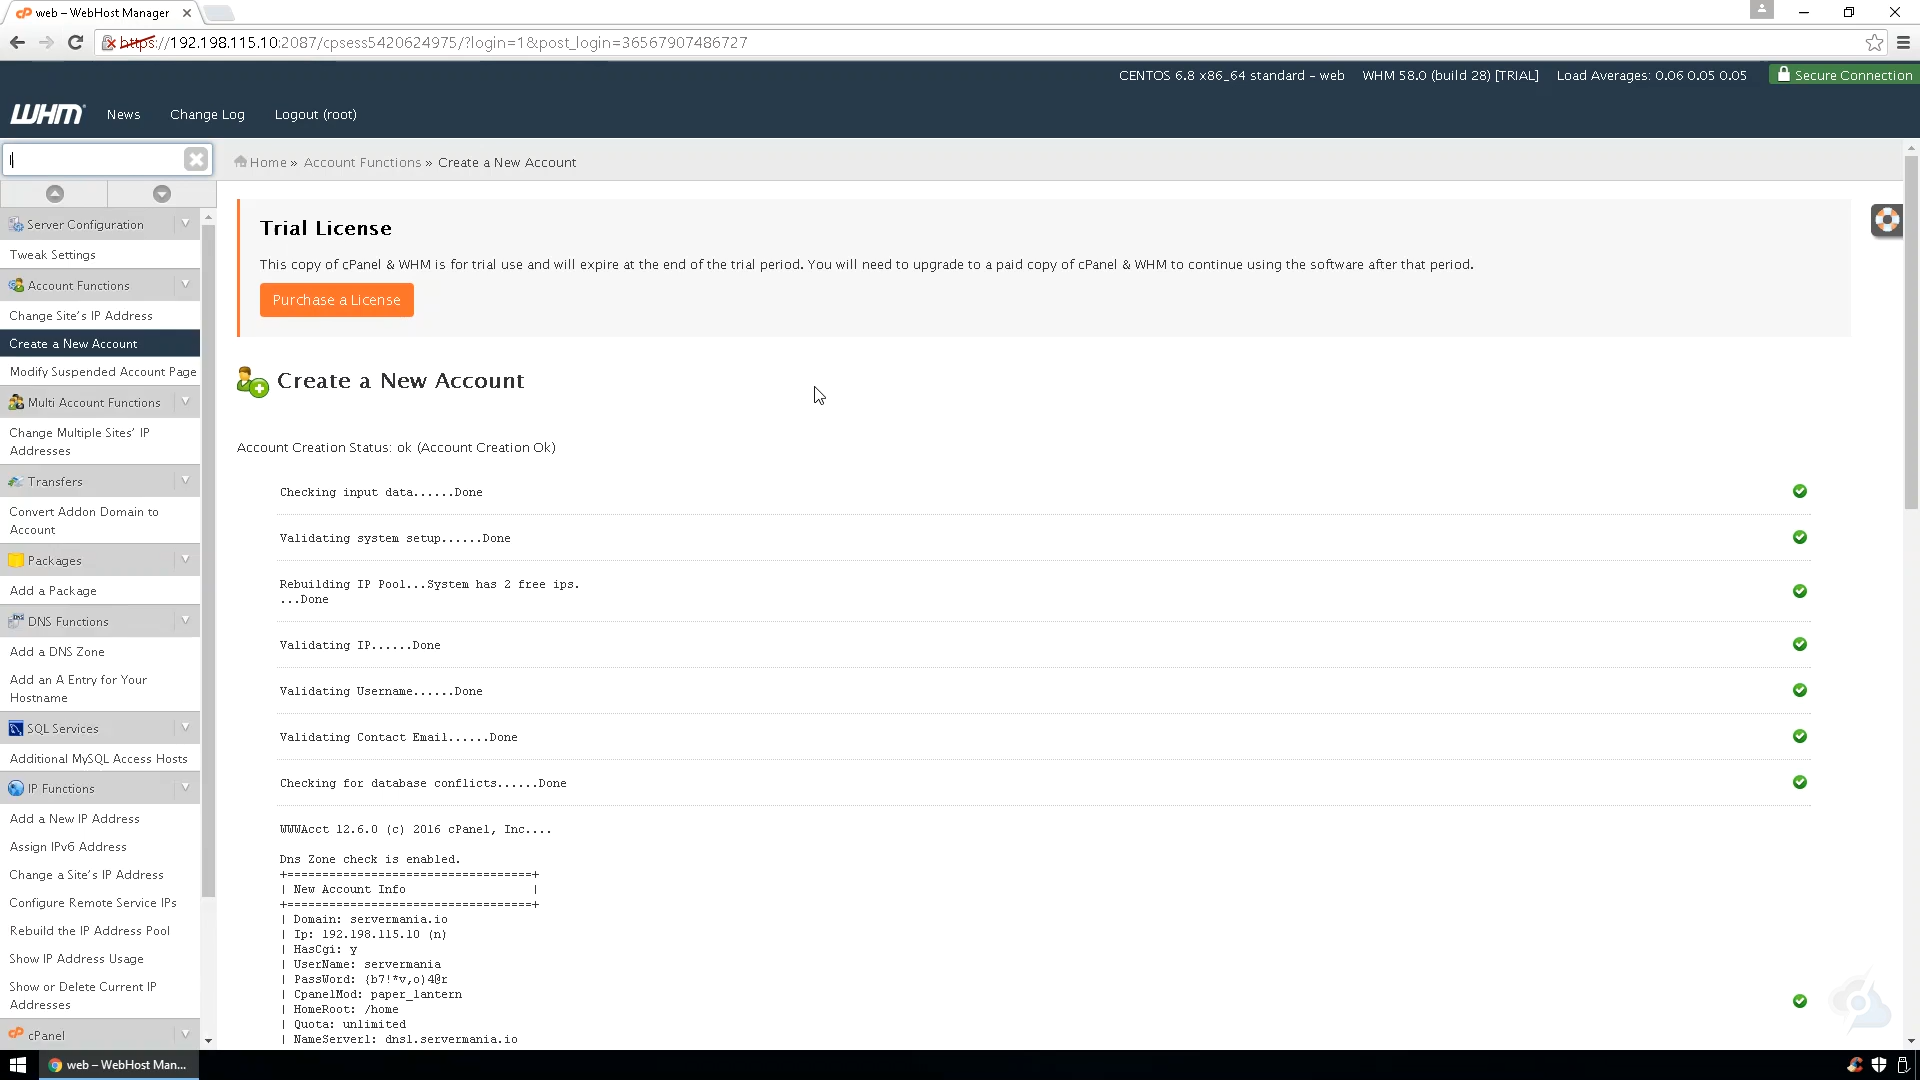 web – WebHost Manager
https://192.198.115.10:2087/cpsess5420624975/?login=1&post_login=36567907486727
CENTOS 6.8 x86_64 standard – web WHM 58.0 (build 28) [TRIAL] Load Averages: 0.06 0.05 0.05 Secure Connection
WHM News Change Log Logout (root)
Home » Account Functions » Create a New Account
Server Configuration
Tweak Settings
Account Functions
Change Site's IP Address
Create a New Account
Modify Suspended Account Page
Multi Account Functions
Change Multiple Sites' IP
Addresses
Transfers
Convert Addon Domain to
Account
Packages
Add a Package
DNS Functions
Add a DNS Zone
Add an A Entry for Your
Hostname
SQL Services
Additional MySQL Access Hosts
IP Functions
Add a New IP Address
Assign IPv6 Address
Change a Site's IP Address
Configure Remote Service IPs
Rebuild the IP Address Pool
Show IP Address Usage
Show or Delete Current IP
Addresses
cPanel
Trial License
This copy of cPanel & WHM is for trial use and will expire at the end of the trial period. You will need to upgrade to a paid copy of cPanel & WHM to continue using the software after that period.
Purchase a License
Create a New Account
Account Creation Status: ok (Account Creation Ok)
Checking input data......Done
Validating system setup......Done
Rebuilding IP Pool...System has 2 free ips.
...Done
Validating IP......Done
Validating Username......Done
Validating Contact Email......Done
Checking for database conflicts......Done
WWWAcct 12.6.0 (c) 2016 cPanel, Inc....
Dns Zone check is enabled.
+===================================+
| New Account Info                  |
+===================================+
| Domain: servermania.io
| Ip: 192.198.115.10 (n)
| HasCgi: y
| UserName: servermania
| PassWord: (b7!*v,o)4@r
| CpanelMod: paper_lantern
| HomeRoot: /home
| Quota: unlimited
| NameServer1: dns1.servermania.io
web – WebHost Man...